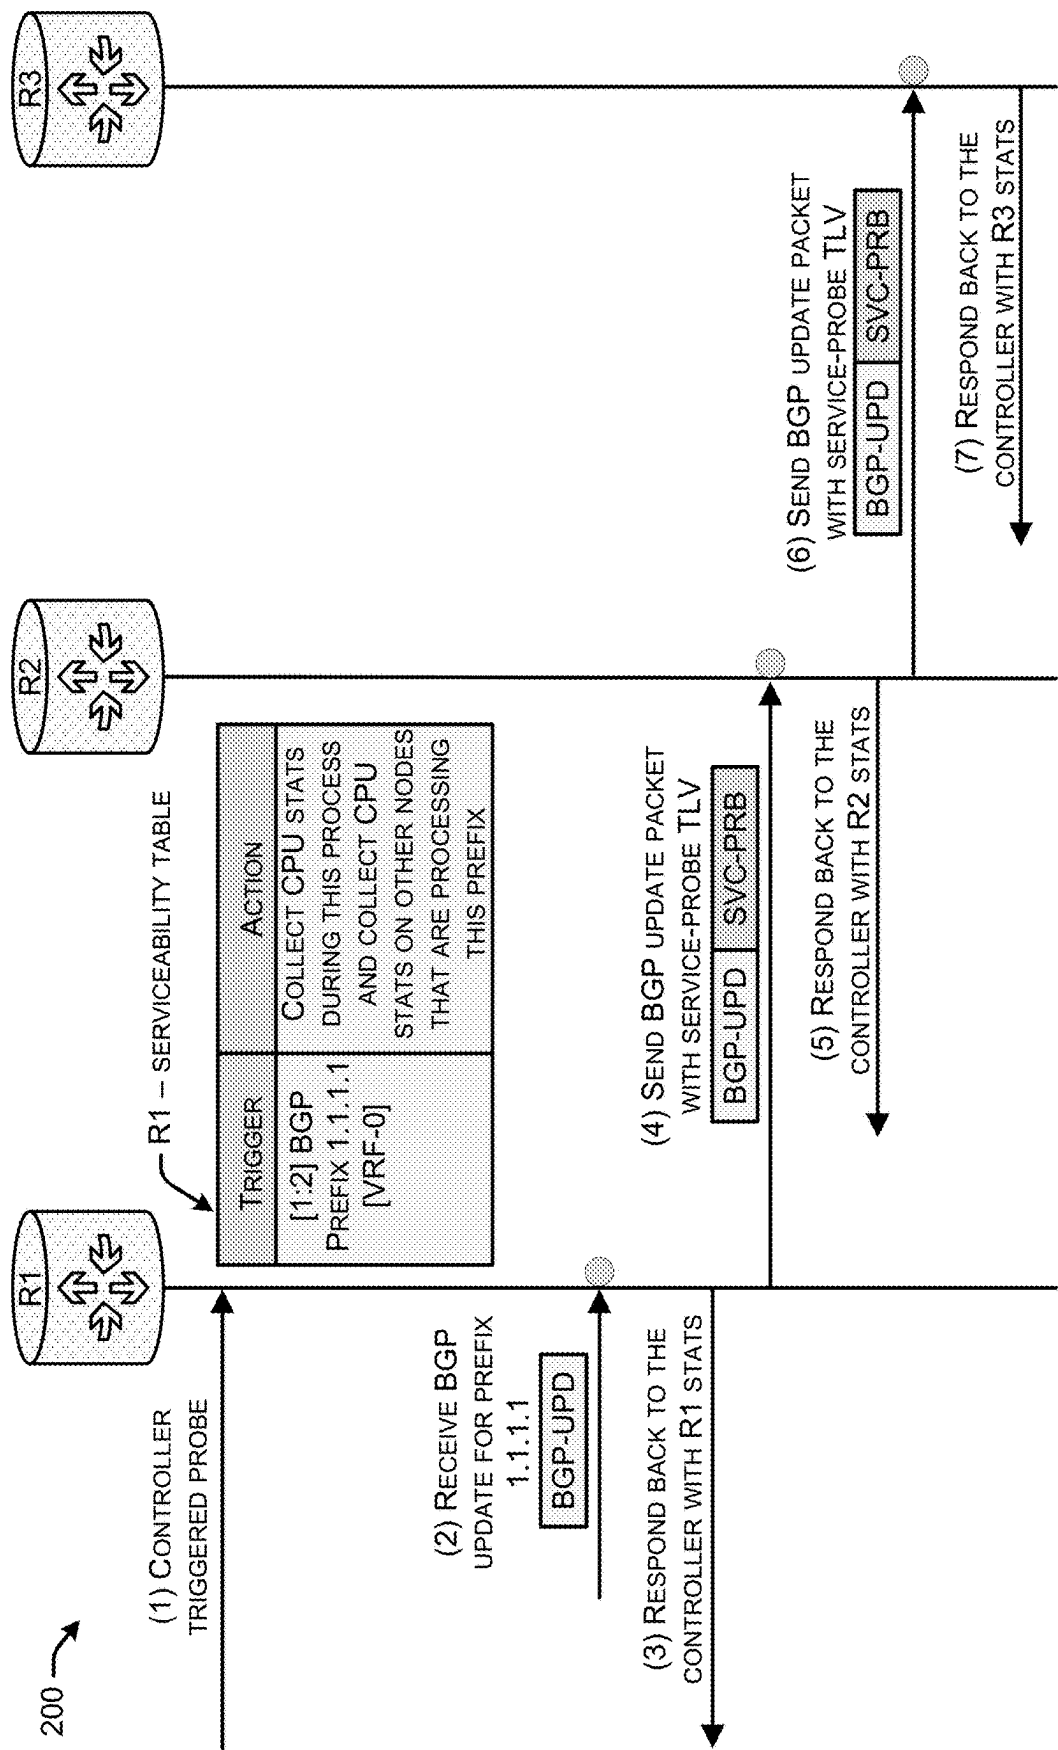 200
R1
R2
R3
(1) CONTROLLER
TRIGGERED PROBE
R1 – SERVICEABILITY TABLE
TRIGGER
ACTION
[1:2] BGP
PREFIX 1.1.1.1
[VRF-0]
COLLECT CPU STATS
DURING THIS PROCESS
AND COLLECT CPU
STATS ON OTHER NODES
THAT ARE PROCESSING
THIS PREFIX
(2) RECEIVE BGP
UPDATE FOR PREFIX
1.1.1.1
BGP-UPD
(3) RESPOND BACK TO THE
CONTROLLER WITH R1 STATS
(4) SEND BGP UPDATE PACKET
WITH SERVICE-PROBE TLV
BGP-UPD SVC-PRB
(5) RESPOND BACK TO THE
CONTROLLER WITH R2 STATS
(6) SEND BGP UPDATE PACKET
WITH SERVICE-PROBE TLV
BGP-UPD SVC-PRB
(7) RESPOND BACK TO THE
CONTROLLER WITH R3 STATS